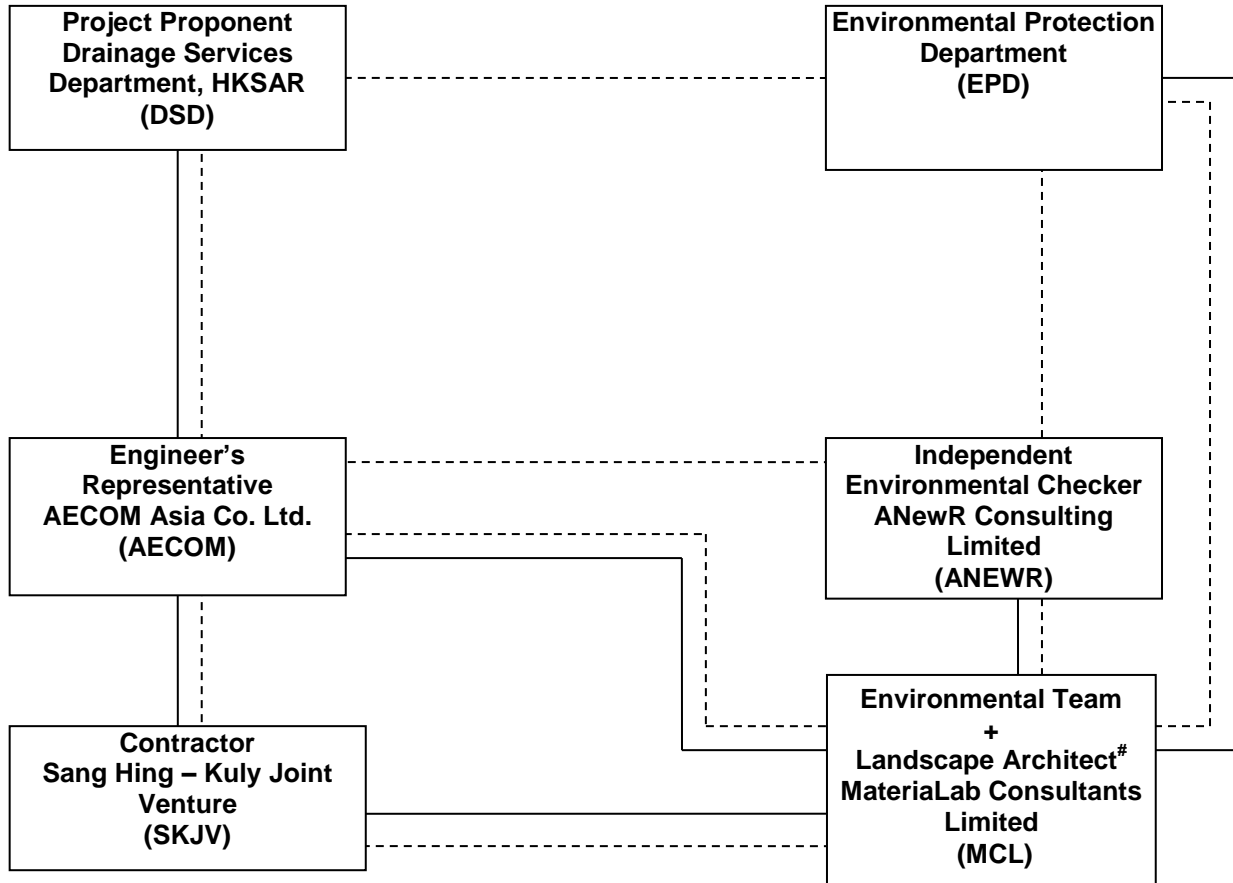 Project Proponent
Drainage Services
Department, HKSAR
(DSD)
Environmental Protection
Department
(EPD)
Engineer’s
Representative
AECOM Asia Co. Ltd.
(AECOM)
Independent
Environmental Checker
ANewR Consulting
Limited
(ANEWR)
Contractor
Sang Hing – Kuly Joint
Venture
(SKJV)
Environmental Team
+
Landscape Architect#
MateriaLab Consultants
Limited
(MCL)